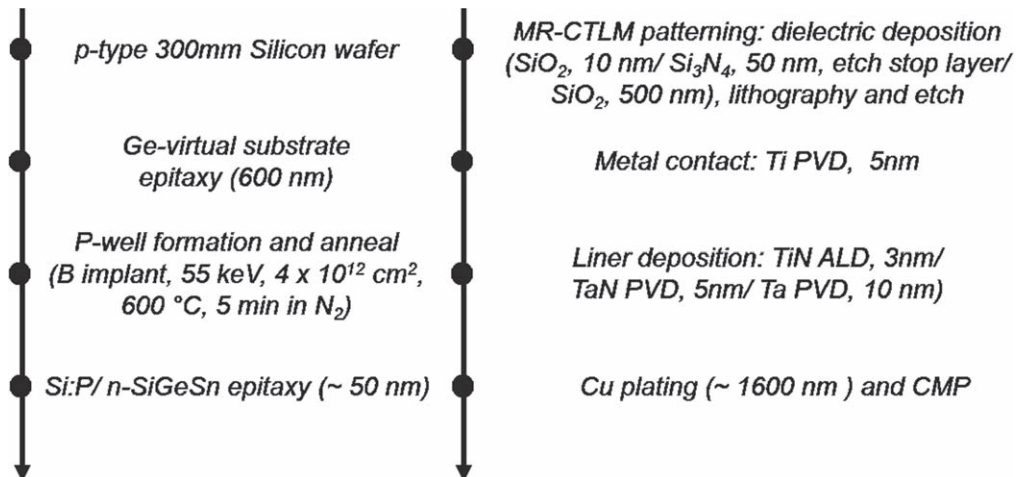 p-type 300mm Silicon wafer
Ge-virtual substrate
epitaxy (600 nm)
P-well formation and anneal
(B implant, 55 keV, 4 x 10¹² cm²,
600 °C, 5 min in N₂)
Si:P/ n-SiGeSn epitaxy (~ 50 nm)
MR-CTLM patterning: dielectric deposition
(SiO₂, 10 nm/ Si₃N₄, 50 nm, etch stop layer/
SiO₂, 500 nm), lithography and etch
Metal contact: Ti PVD, 5nm
Liner deposition: TiN ALD, 3nm/
TaN PVD, 5nm/ Ta PVD, 10 nm)
Cu plating (~ 1600 nm ) and CMP